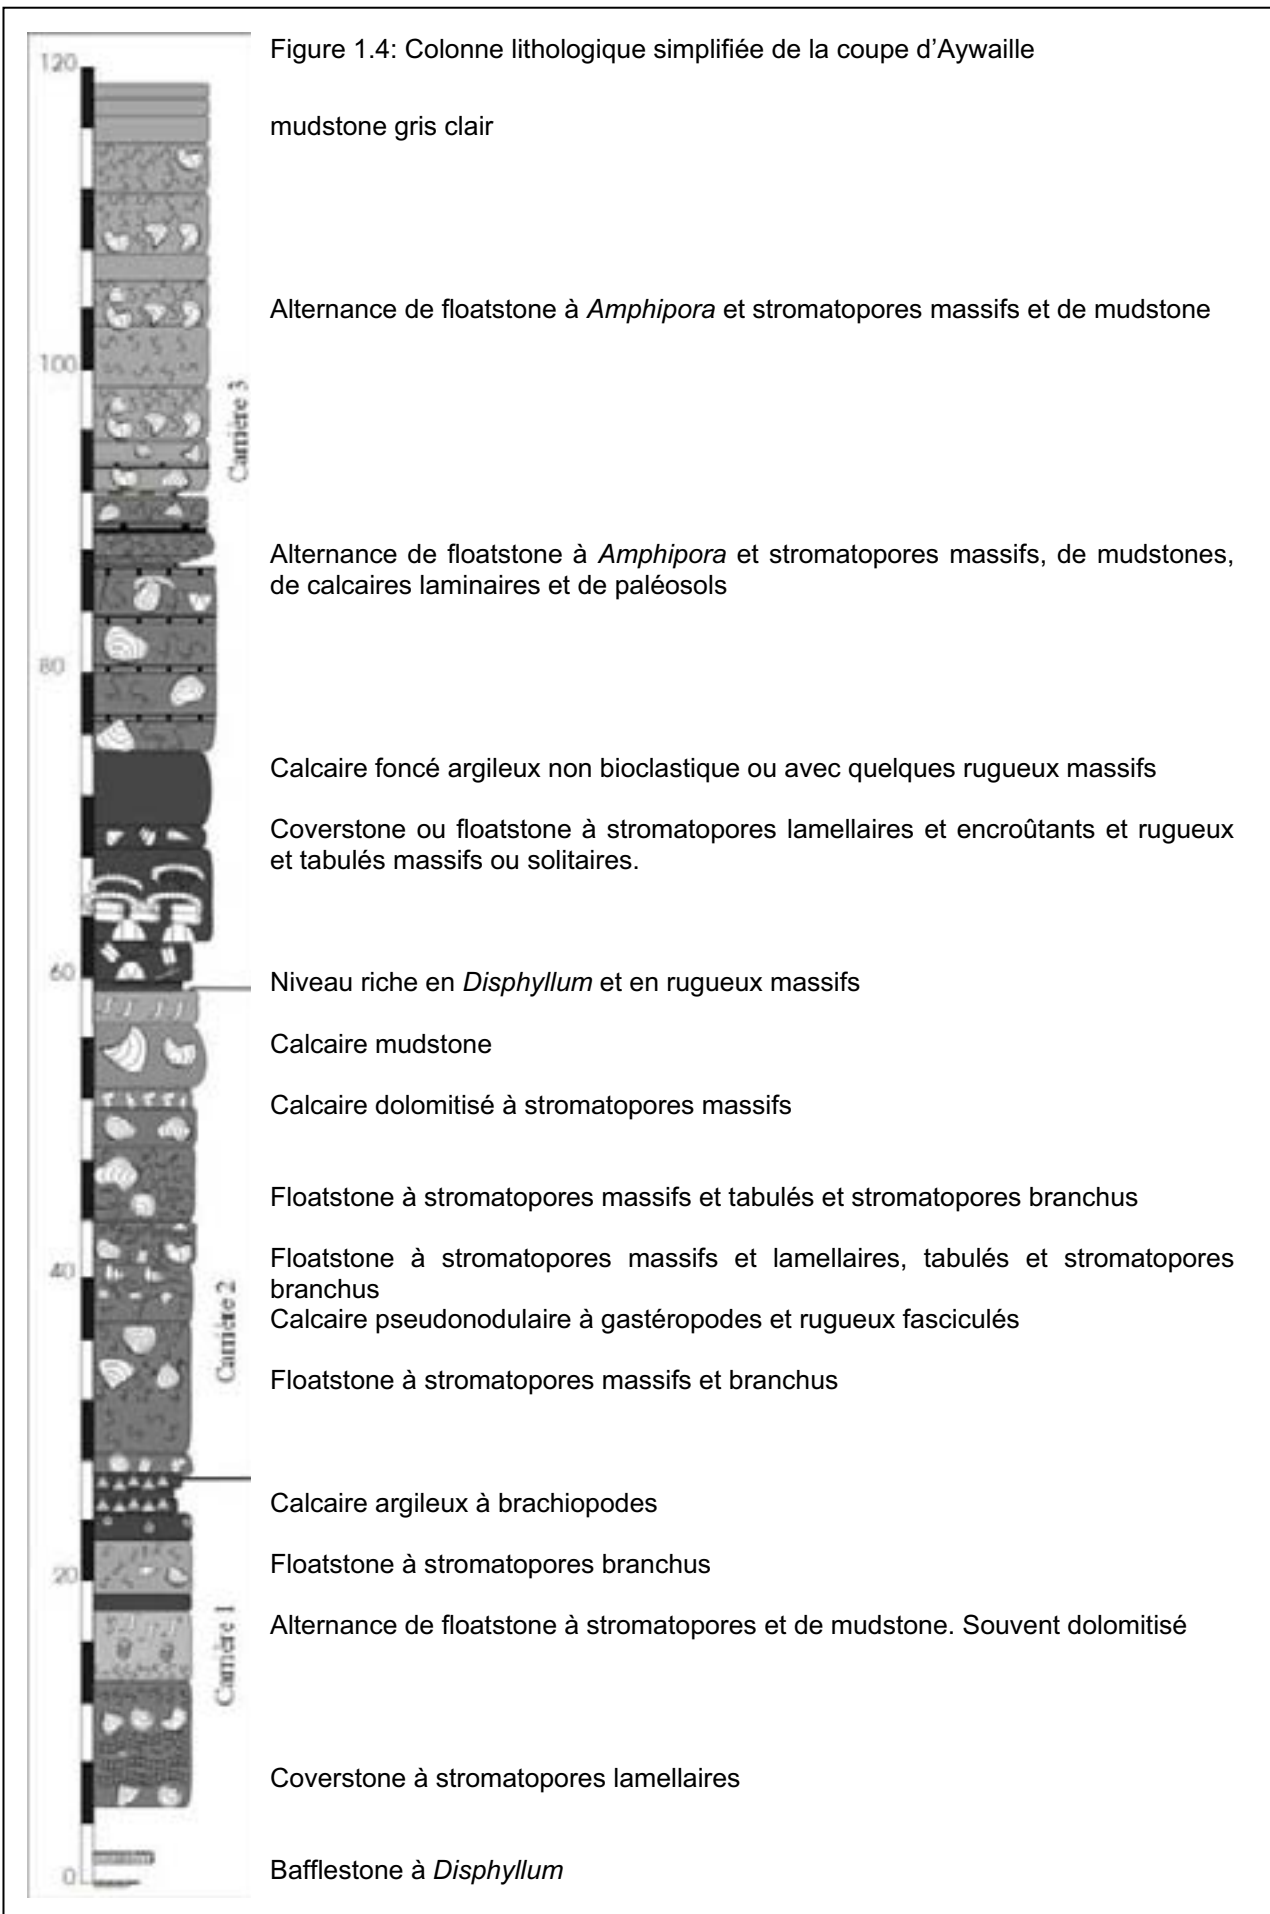 Figure 1.4: Colonne lithologique simplifiée de la coupe d'Aywaille
120
mudstone gris clair
Alternance de floatstone à Amphipora et stromatopores massifs et de mudstone
100
Carrière 3
Alternance de floatstone à Amphipora et stromatopores massifs, de mudstones,
de calcaires laminaires et de paléosols
80
Calcaire foncé argileux non bioclastique ou avec quelques rugueux massifs
Coverstone ou floatstone à stromatopores lamellaires et encroûtants et rugueux
et tabulés massifs ou solitaires.
60
Niveau riche en Disphyllum et en rugueux massifs
Calcaire mudstone
Calcaire dolomitisé à stromatopores massifs
Floatstone à stromatopores massifs et tabulés et stromatopores branchus
Floatstone à stromatopores massifs et lamellaires, tabulés et stromatopores
branchus
40
Carrière 2
Calcaire pseudonodulaire à gastéropodes et rugueux fasciculés
Floatstone à stromatopores massifs et branchus
Calcaire argileux à brachiopodes
Floatstone à stromatopores branchus
20
Carrière 1
Alternance de floatstone à stromatopores et de mudstone. Souvent dolomitisé
Coverstone à stromatopores lamellaires
Bafflestone à Disphyllum
0